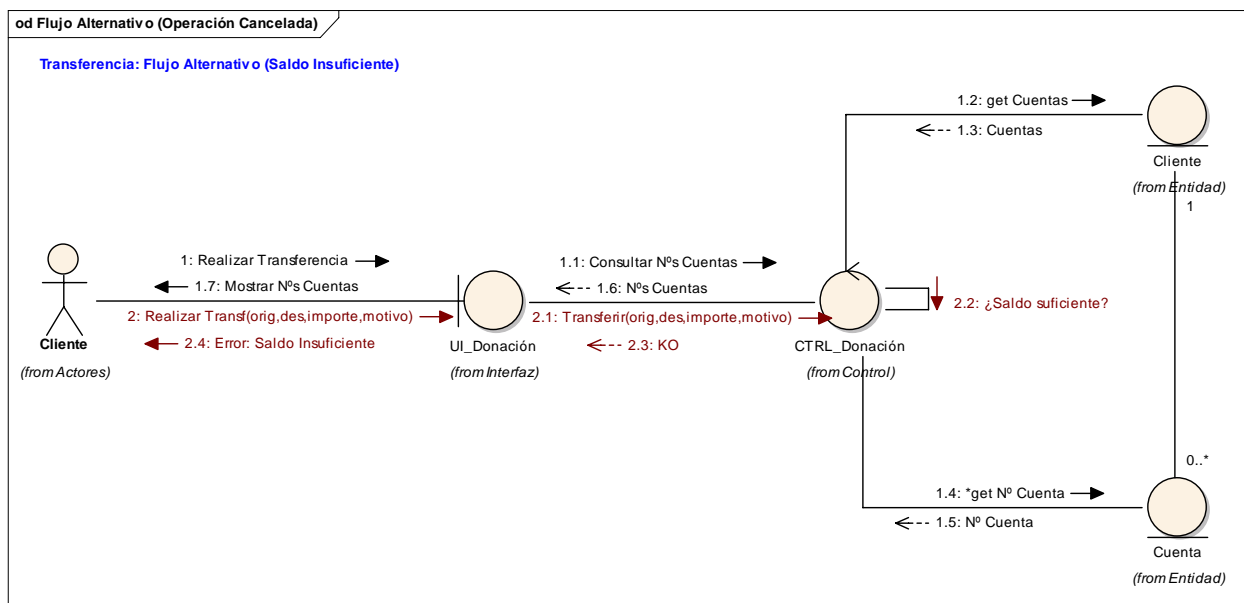 od Flujo Alternativo (Operación Cancelada)
Transferencia: Flujo Alternativo (Saldo Insuficiente)
1.2: get Cuentas
1.3: Cuentas
Cliente
(from Entidad)
1
1: Realizar Transferencia
1.7: Mostrar Nºs Cuentas
2: Realizar Transf(orig,des,importe,motivo)
2.4: Error: Saldo Insuficiente
Cliente
(from Actores)
UI_Donación
(from Interfaz)
1.1: Consultar Nºs Cuentas
1.6: Nºs Cuentas
2.1: Transferir(orig,des,importe,motivo)
2.3: KO
CTRL_Donación
(from Control)
2.2: ¿Saldo suficiente?
0..*
1.4: *get Nº Cuenta
1.5: Nº Cuenta
Cuenta
(from Entidad)